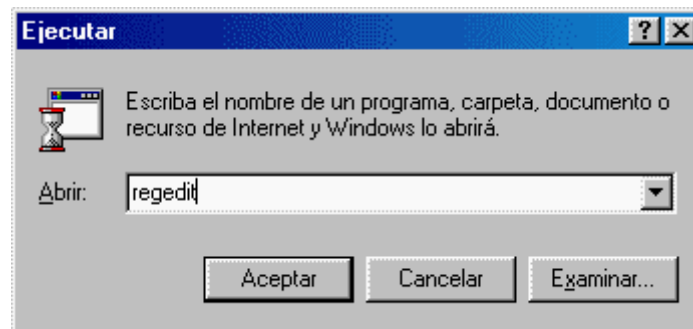 Ejecutar
Escriba el nombre de un programa, carpeta, documento o
recurso de Internet y Windows lo abrirá.
Abrir: regedit
Aceptar Cancelar Examinar...